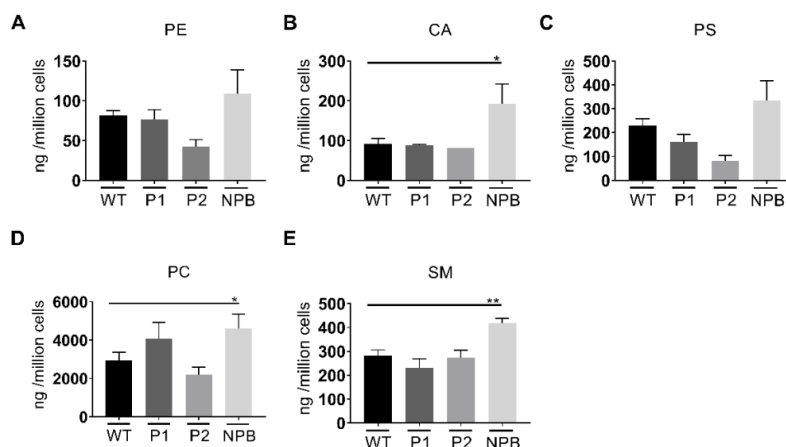 A
PE
ng /million cells
150
100
50
0
WT P1 P2 NPB
B
CA
ng /million cells
300
200
100
0
*
WT P1 P2 NPB
C
PS
ng /million cells
500
400
300
200
100
0
WT P1 P2 NPB
D
PC
ng /million cells
6000
4000
2000
0
*
WT P1 P2 NPB
E
SM
ng /million cells
500
400
300
200
100
0
**
WT P1 P2 NPB